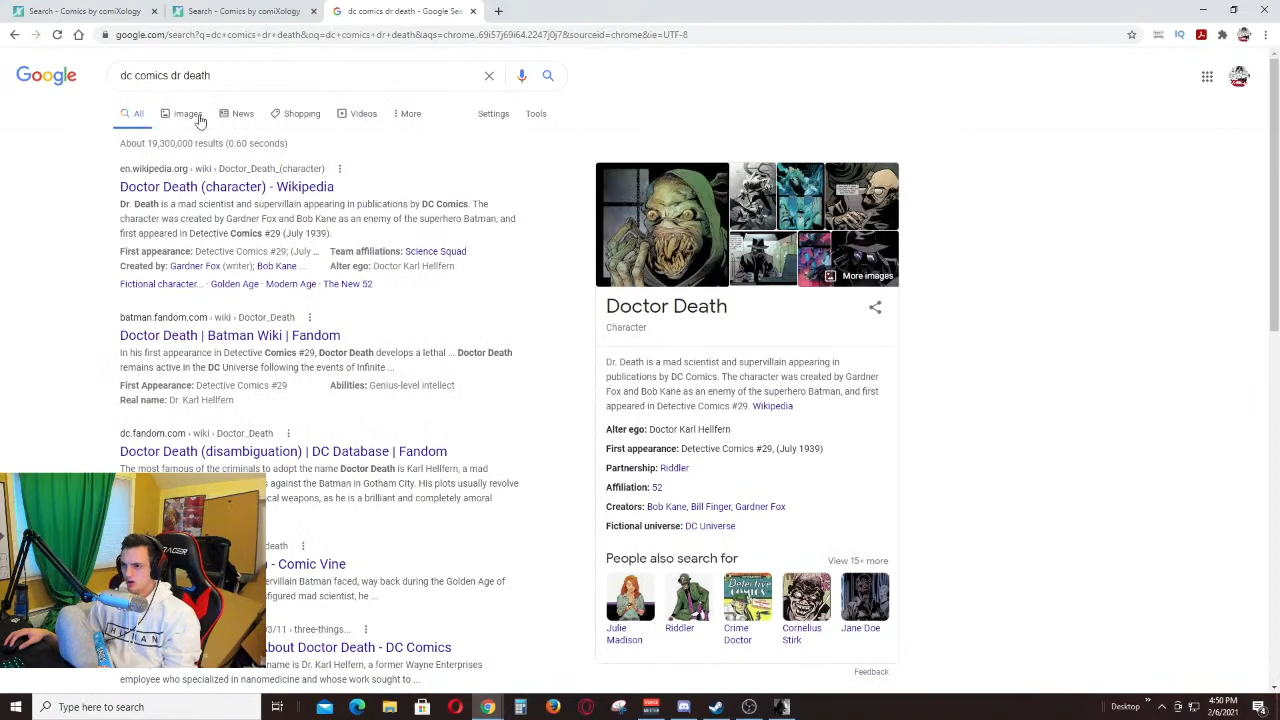 Search - Comics by comiXology
Search - Comics by comiXology
dc comics dr death - Google Sea
google.com/search?q=dc+comics+dr+death&oq=dc+comics+dr+death&aqs=chrome..69i57j69i64.2247j0j7&sourceid=chrome&ie=UTF-8
Google
dc comics dr death
All
Images
News
Shopping
Videos
More
Settings
Tools
About 19,300,000 results (0.60 seconds)
en.wikipedia.org › wiki › Doctor_Death_(character)
Doctor Death (character) - Wikipedia
Dr. Death is a mad scientist and supervillain appearing in publications by DC Comics. The
character was created by Gardner Fox and Bob Kane as an enemy of the superhero Batman, and
first appeared in Detective Comics #29 (July 1939).
First appearance: Detective Comics #29; (July ... Team affiliations: Science Squad
Created by: Gardner Fox (writer); Bob Kane ... Alter ego: Doctor Karl Hellfern
Fictional character... · Golden Age · Modern Age · The New 52
batman.fandom.com › wiki › Doctor_Death
Doctor Death | Batman Wiki | Fandom
In his first appearance in Detective Comics #29, Doctor Death develops a lethal ... Doctor Death
remains active in the DC Universe following the events of Infinite ...
First Appearance: Detective Comics #29 Abilities: Genius-level intellect
Real name: Dr. Karl Hellfern
dc.fandom.com › wiki › Doctor_Death
Doctor Death (disambiguation) | DC Database | Fandom
The most famous of the criminals to adopt the name Doctor Death is Karl Hellfern, a mad
s against the Batman in Gotham City. His plots usually revolve
cal weapons, as he is a brilliant and completely amoral
death
- Comic Vine
ervillain Batman faced, way back during the Golden Age of
sfigured mad scientist, he ...
03/11 › three-things...
About Doctor Death - DC Comics
name is Dr. Karl Helfern, a former Wayne Enterprises
employee who specialized in nanomedicine and whose work sought to ...
More images
Doctor Death
Character
Dr. Death is a mad scientist and supervillain appearing in
publications by DC Comics. The character was created by Gardner
Fox and Bob Kane as an enemy of the superhero Batman, and first
appeared in Detective Comics #29. Wikipedia
Alter ego: Doctor Karl Hellfern
First appearance: Detective Comics #29, (July 1939)
Partnership: Riddler
Affiliation: 52
Creators: Bob Kane, Bill Finger, Gardner Fox
Fictional universe: DC Universe
People also search for
View 15+ more
Detective
COMICS
Julie
Madison
Riddler
Crime
Doctor
Cornelius
Stirk
Jane Doe
Feedback
RACER
Type here to search
Desktop
4:50 PM
2/6/2021